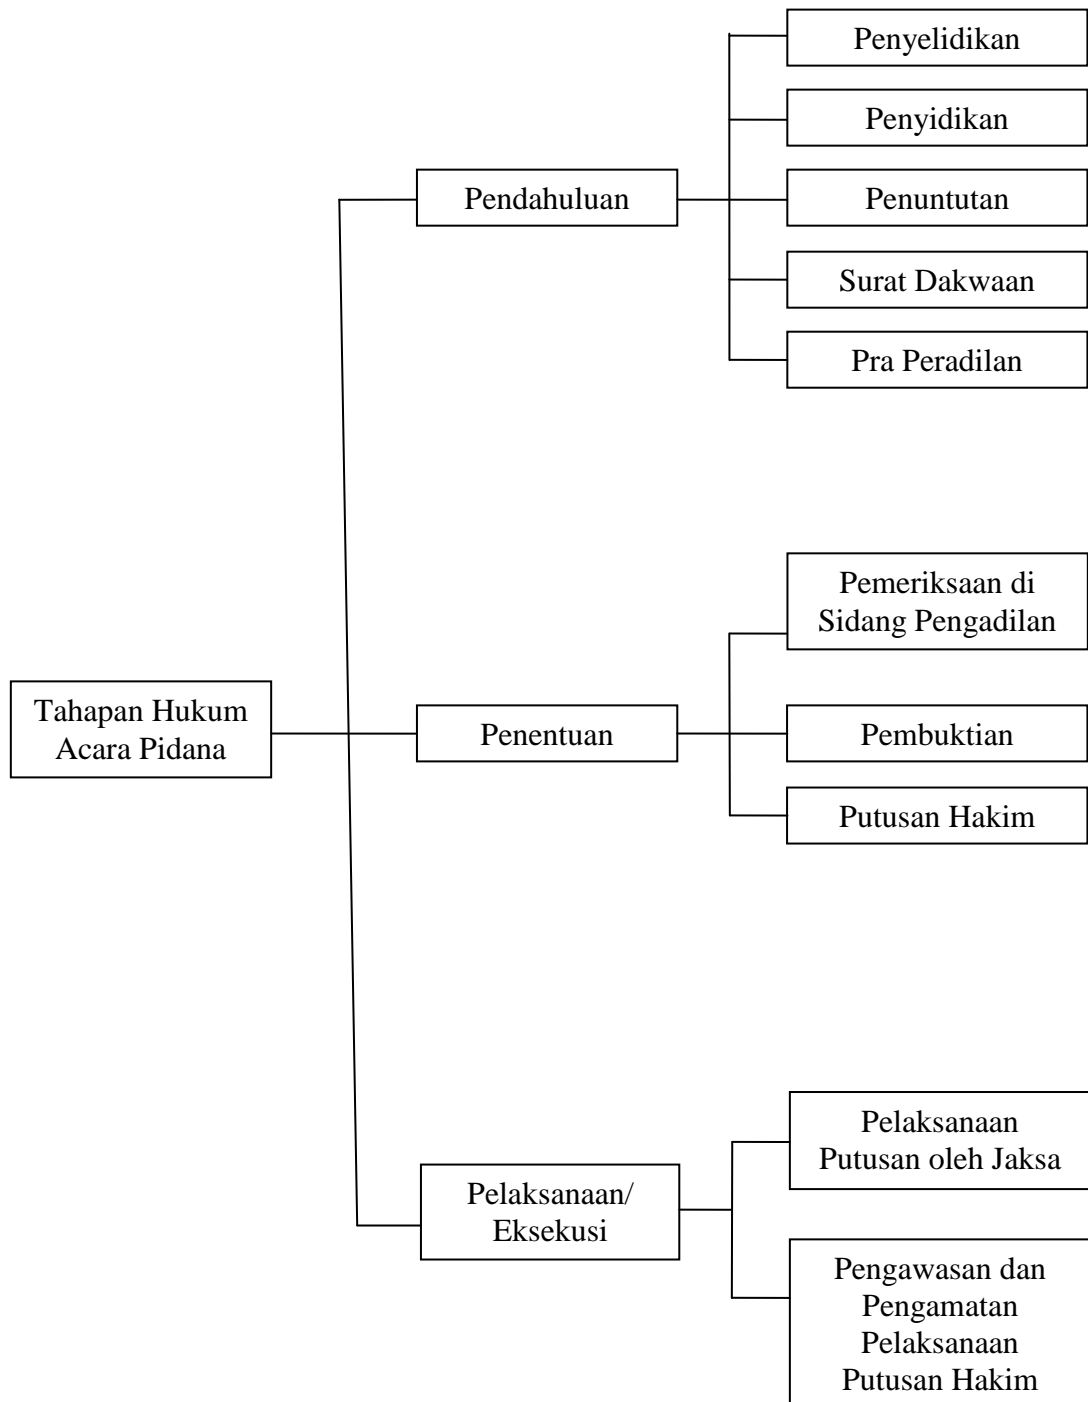 Tahapan Hukum
Acara Pidana
Pendahuluan
Penyelidikan
Penyidikan
Penuntutan
Surat Dakwaan
Pra Peradilan
Penentuan
Pemeriksaan di
Sidang Pengadilan
Pembuktian
Putusan Hakim
Pelaksanaan/
Eksekusi
Pelaksanaan
Putusan oleh Jaksa
Pengawasan dan
Pengamatan
Pelaksanaan
Putusan Hakim